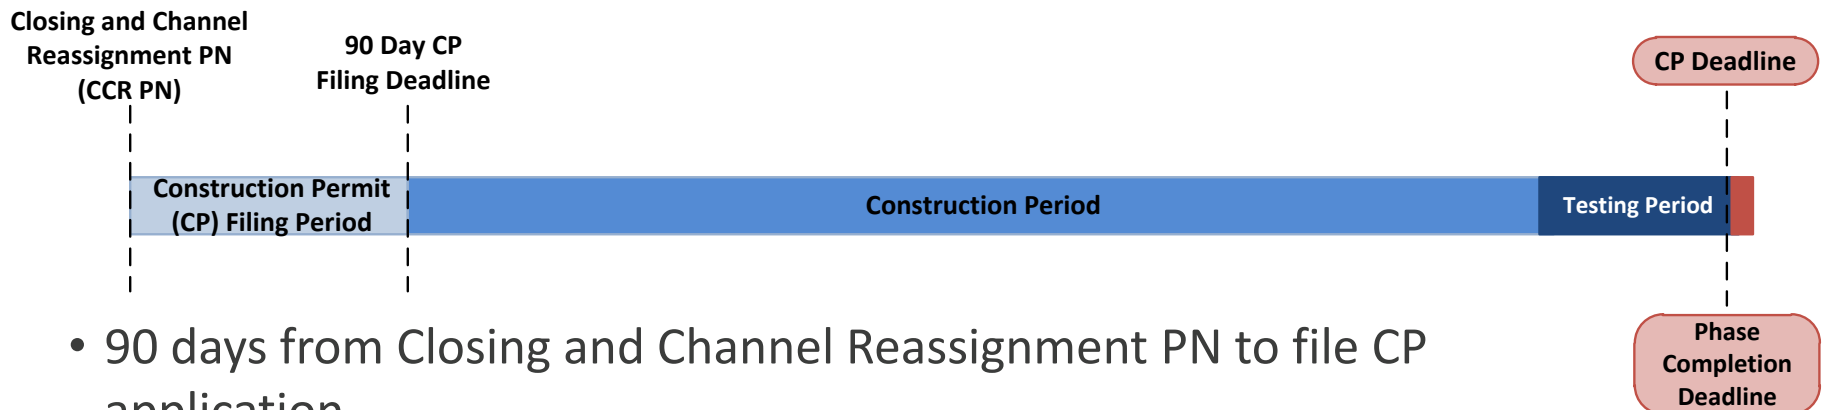 Closing and Channel
Reassignment PN
(CCR PN)
90 Day CP
Filing Deadline
CP Deadline
Construction Permit
(CP) Filing Period
Construction Period
Testing Period
• 90 days from Closing and Channel Reassignment PN to file CP
application
Phase
Completion
Deadline